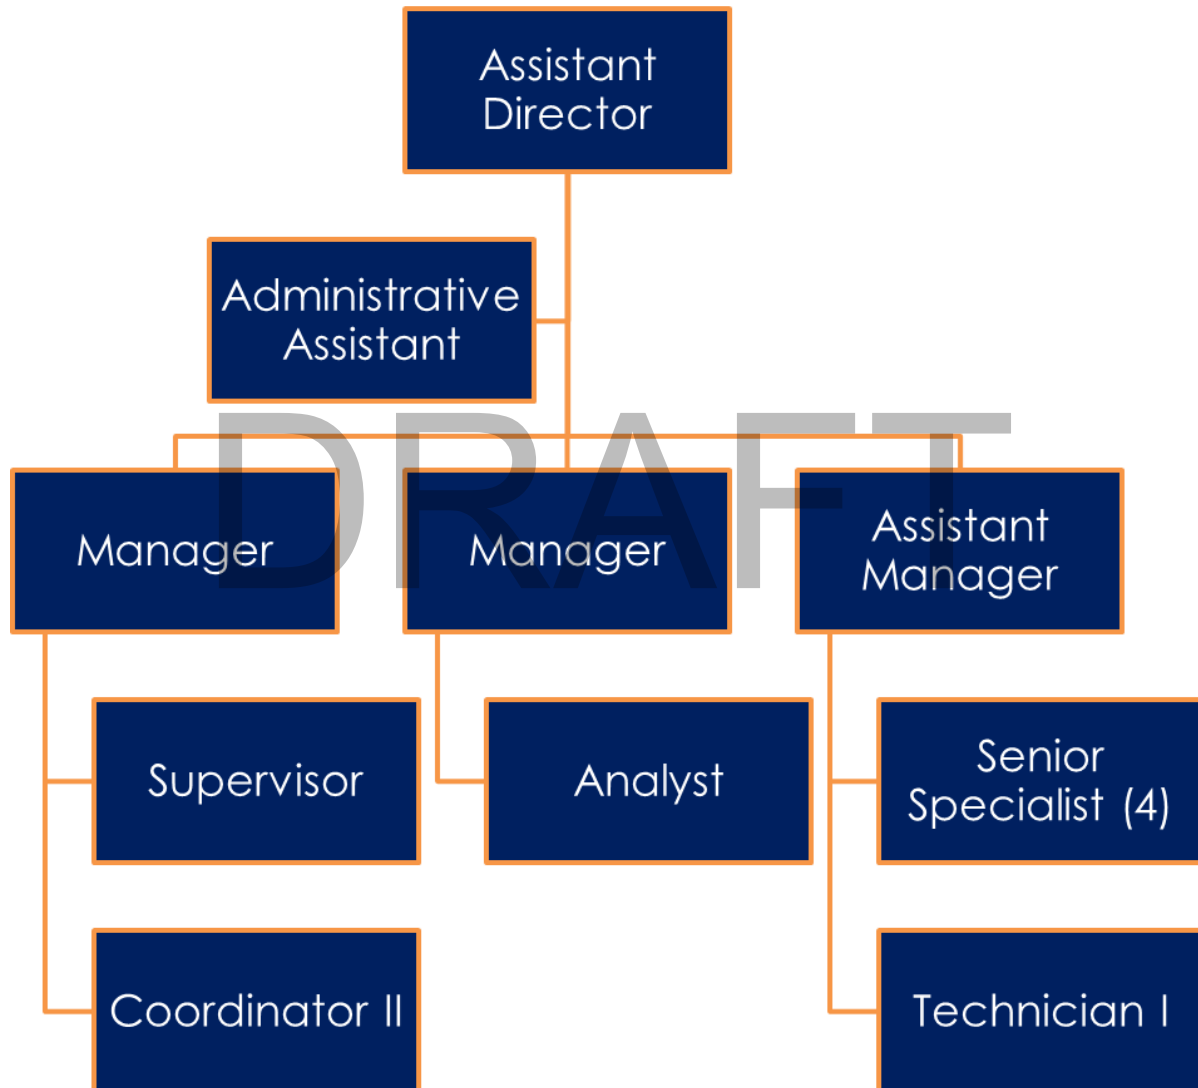 Assistant
Director
Administrative
Assistant
DRAFT
Manager
Manager
Assistant
Manager
Supervisor
Analyst
Senior
Specialist (4)
Coordinator II
Technician I